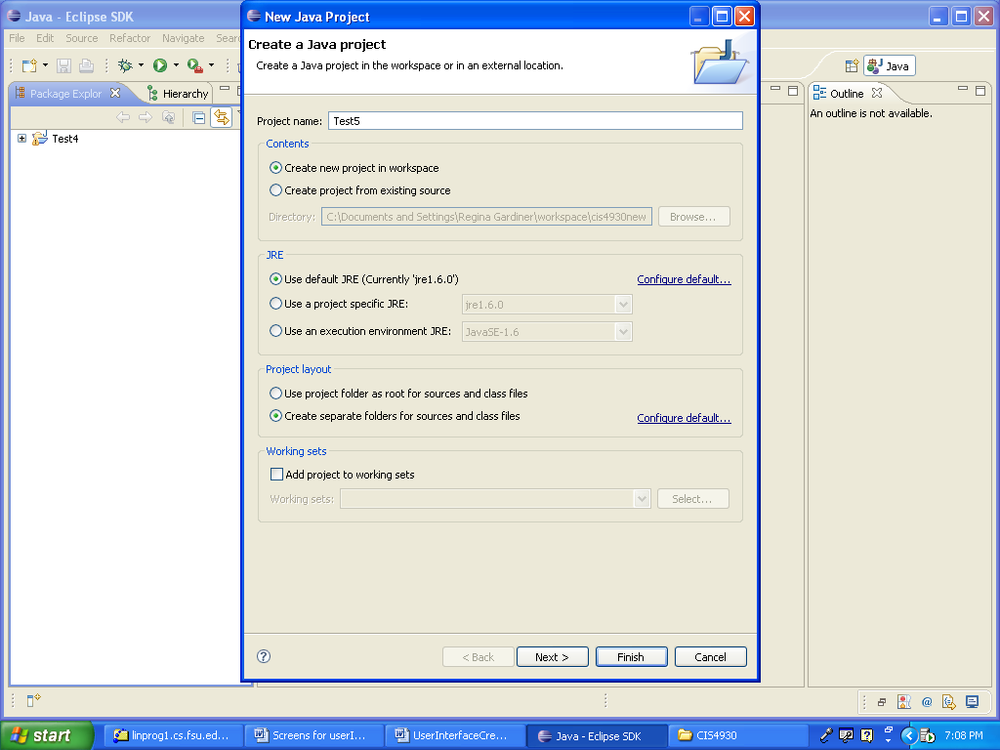 Java - Eclipse SDK
File Edit Source Refactor Navigate Sear
Java
Package Explor
Hierarchy
Test4
New Java Project
Create a Java project
Create a Java project in the workspace or in an external location.
Project name: Test5
Contents
Create new project in workspace
Create project from existing source
Directory: C:\Documents and Settings\Regina Gardiner\workspace\cis4930new Browse...
JRE
Use default JRE (Currently 'jre1.6.0') Configure default...
Use a project specific JRE: jre1.6.0
Use an execution environment JRE: JavaSE-1.6
Project layout
Use project folder as root for sources and class files
Create separate folders for sources and class files Configure default...
Working sets
Add project to working sets
Working sets: Select...
? < Back Next > Finish Cancel
Outline
An outline is not available.
start linprog1.cs.fsu.ed... Screens for userI... UserInterfaceCre... Java - Eclipse SDK CIS4930 7:08 PM